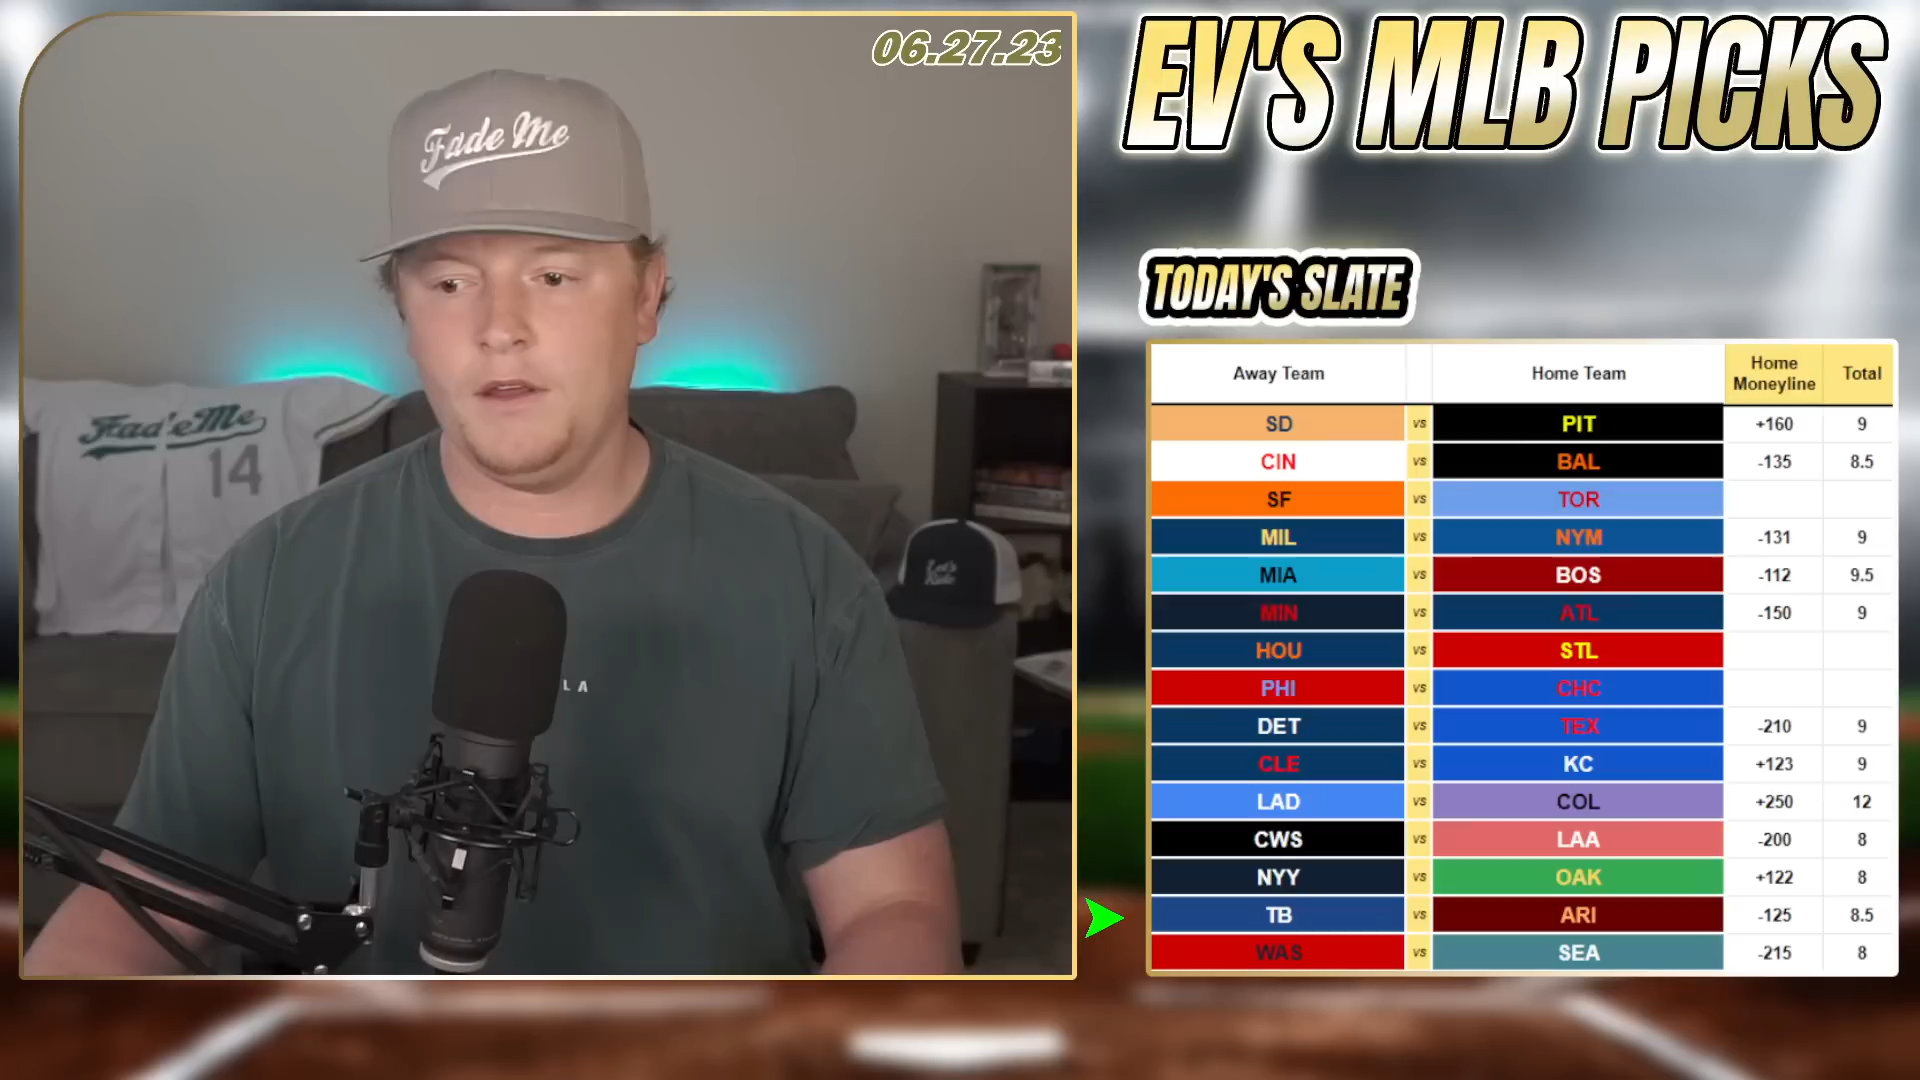 06.27.23
EV'S MLB PICKS
Fade Me
TODAY'S SLATE
Away Team Home Team Home Moneyline Total
SD vs PIT +160 9
CIN vs BAL -135 8.5
SF vs TOR
MIL vs NYM -131 9
MIA vs BOS -112 9.5
MIN vs ATL -150 9
HOU vs STL
PHI vs CHC
DET vs TEX -210 9
CLE vs KC +123 9
LAD vs COL +250 12
CWS vs LAA -200 8
NYY vs OAK +122 8
TB vs ARI -125 8.5
WAS vs SEA -215 8
Fade Me
14
Let's
Ride
LA